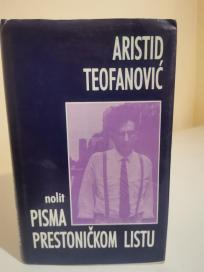 ARISTID
TEOFANOVIĆ
nolit
PISMA
PRESTONIČKOM LISTU